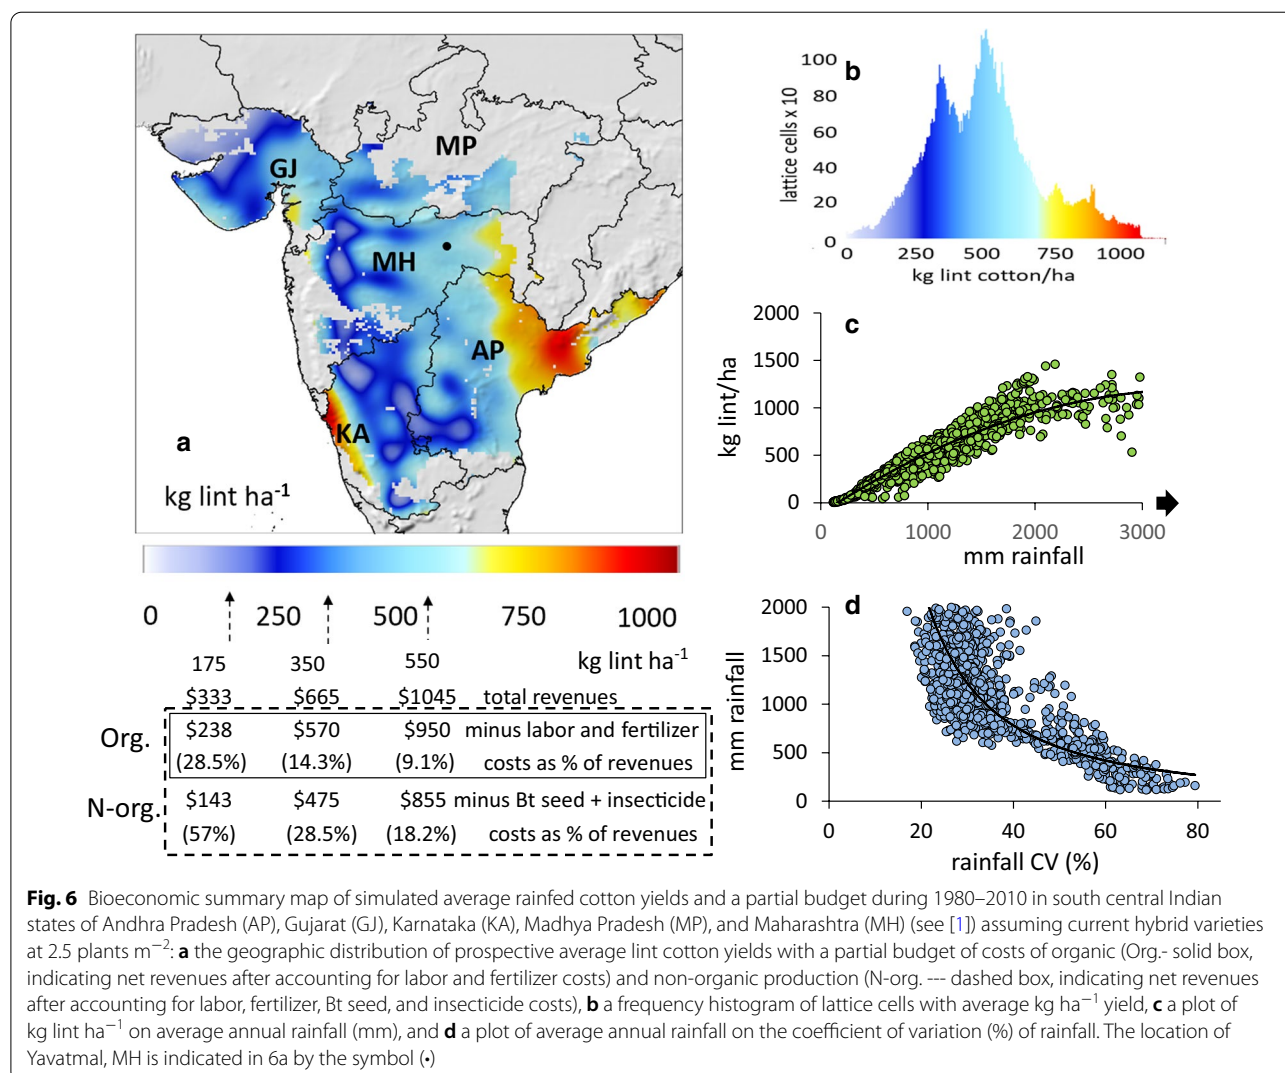 GJ
MP
MH
AP
KA
a
kg lint ha-1
0 250 500 750 1000
175 350 550 kg lint ha-1
$333 $665 $1045 total revenues
Org. $238 $570 $950 minus labor and fertilizer
(28.5%) (14.3%) (9.1%) costs as % of revenues
N-org. $143 $475 $855 minus Bt seed + insecticide
(57%) (28.5%) (18.2%) costs as % of revenues
b
lattice cells x 10
100
80
60
40
20
0
0 250 500 750 1000
kg lint cotton/ha
c
kg lint/ha
2000
1500
1000
500
0
0 1000 2000 3000
mm rainfall
d
mm rainfall
2000
1500
1000
500
0
0 20 40 60 80
rainfall CV (%)
Fig. 6 Bioeconomic summary map of simulated average rainfed cotton yields and a partial budget during 1980–2010 in south central Indian
states of Andhra Pradesh (AP), Gujarat (GJ), Karnataka (KA), Madhya Pradesh (MP), and Maharashtra (MH) (see [1]) assuming current hybrid varieties
at 2.5 plants m−2: a the geographic distribution of prospective average lint cotton yields with a partial budget of costs of organic (Org.- solid box,
indicating net revenues after accounting for labor and fertilizer costs) and non-organic production (N-org. --- dashed box, indicating net revenues
after accounting for labor, fertilizer, Bt seed, and insecticide costs), b a frequency histogram of lattice cells with average kg ha−1 yield, c a plot of
kg lint ha−1 on average annual rainfall (mm), and d a plot of average annual rainfall on the coefficient of variation (%) of rainfall. The location of
Yavatmal, MH is indicated in 6a by the symbol (•)